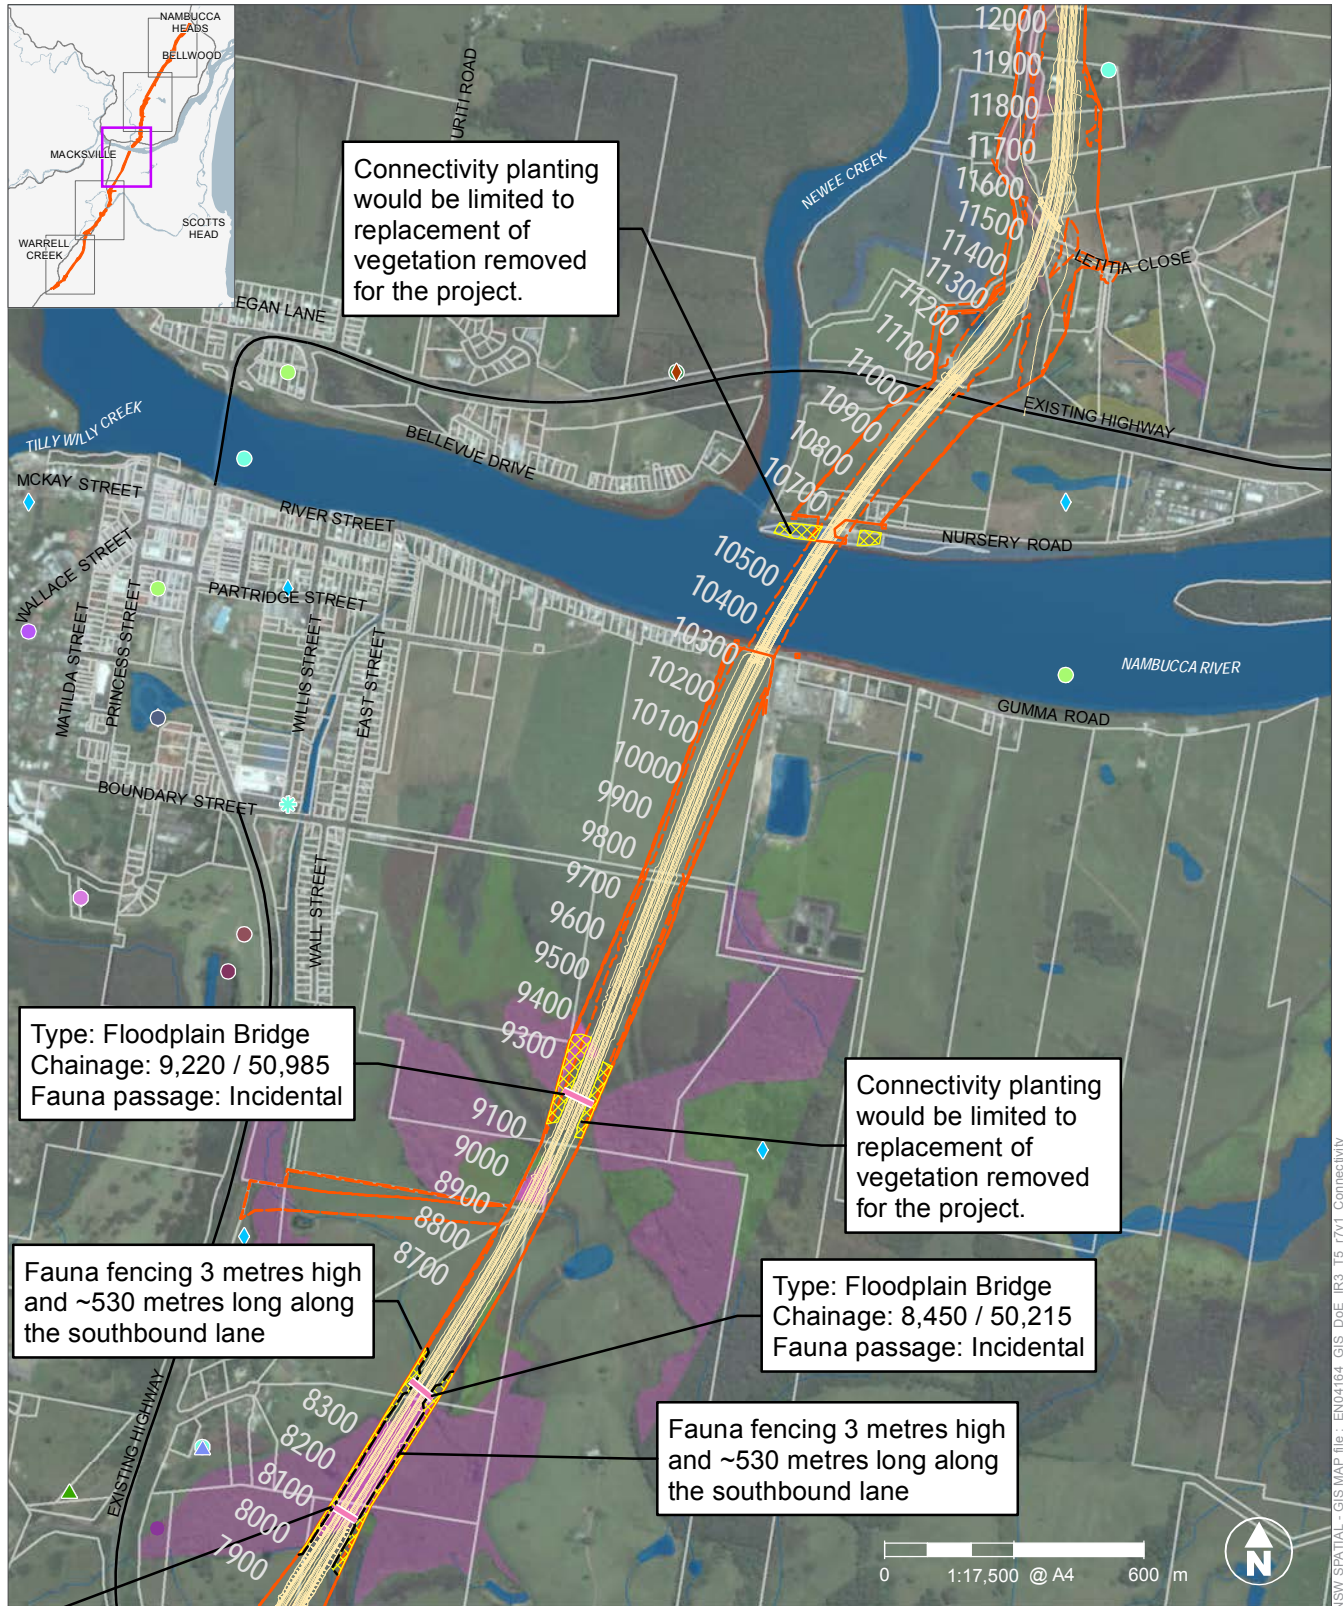 NAMBUCCA
HEADS
BELLWOOD
MACKSVILLE
SCOTTS
HEAD
WARRELL
CREEK
URITI ROAD
12000
11900
11800
11700
11600
11500
11400
11300
11200
11100
11000
10900
10800
10700
Connectivity planting
would be limited to
replacement of
vegetation removed
for the project.
NEWEE CREEK
LETITIA CLOSE
EGAN LANE
EXISTING HIGHWAY
TILLY WILLY CREEK
BELLEVUE DRIVE
MCKAY STREET
RIVER STREET
NURSERY ROAD
WALLACE STREET
PARTRIDGE STREET
MATILDA STREET
PRINCESS STREET
WILLIS STREET
EAST STREET
NAMBUCCA RIVER
GUMMA ROAD
BOUNDARY STREET
WALL STREET
10500
10400
10300
10200
10100
10000
9900
9800
9700
9600
9500
9400
9300
Type: Floodplain Bridge
Chainage: 9,220 / 50,985
Fauna passage: Incidental
9100
9000
8900
8800
8700
Connectivity planting
would be limited to
replacement of
vegetation removed
for the project.
Fauna fencing 3 metres high
and ~530 metres long along
the southbound lane
Type: Floodplain Bridge
Chainage: 8,450 / 50,215
Fauna passage: Incidental
EXISTING HIGHWAY
8300
8200
8100
8000
7900
Fauna fencing 3 metres high
and ~530 metres long along
the southbound lane
0 1:17,500 @ A4 600 m
N
NSW SPATIAL - GIS MAP file : EN04164_GIS_DoE_IR3_T5_r7v1_Connectivity